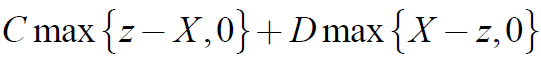 C max {z − X, 0} + D max {X − z, 0}